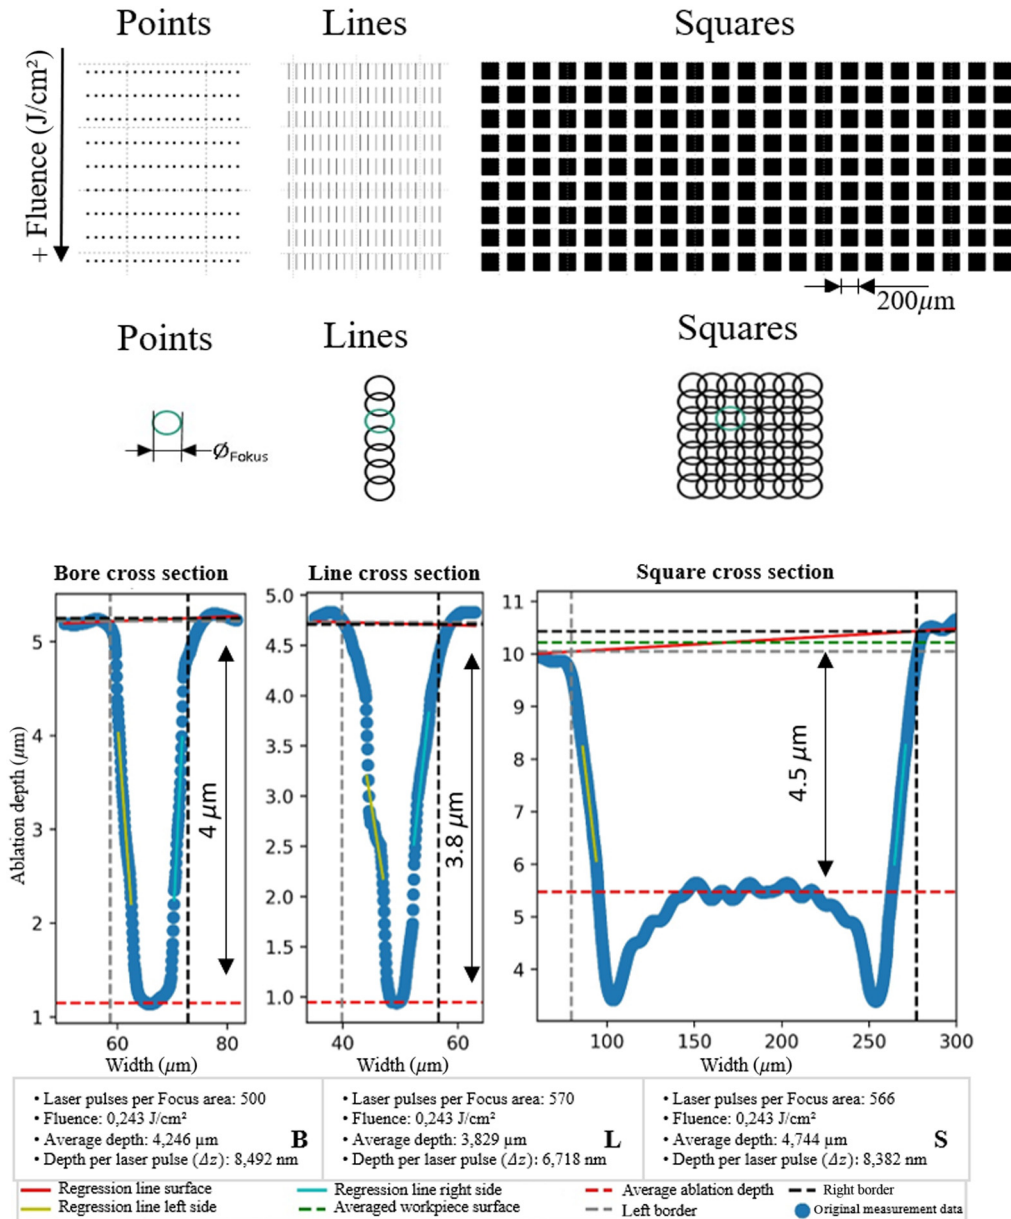 Points Lines Squares
+ Fluence (J/cm²)
200μm
Points Lines Squares
ØFokus
Bore cross section Line cross section Square cross section
Ablation depth (μm)
5
4
3
2
1
4 μm
60 80
Width (μm)
5.0
4.5
4.0
3.5
3.0
2.5
2.0
1.5
1.0
3.8 μm
40 60
Width (μm)
11
10
9
8
7
6
5
4
4.5 μm
100 150 200 250 300
Width (μm)
• Laser pulses per Focus area: 500
• Fluence: 0,243 J/cm²
• Average depth: 4,246 μm
• Depth per laser pulse (Δz): 8,492 nm
B
• Laser pulses per Focus area: 570
• Fluence: 0,243 J/cm²
• Average depth: 3,829 μm
• Depth per laser pulse (Δz): 6,718 nm
L
• Laser pulses per Focus area: 566
• Fluence: 0,243 J/cm²
• Average depth: 4,744 μm
• Depth per laser pulse (Δz): 8,382 nm
S
Regression line surface Regression line right side Average ablation depth Right border
Regression line left side Averaged workpiece surface Left border Original measurement data